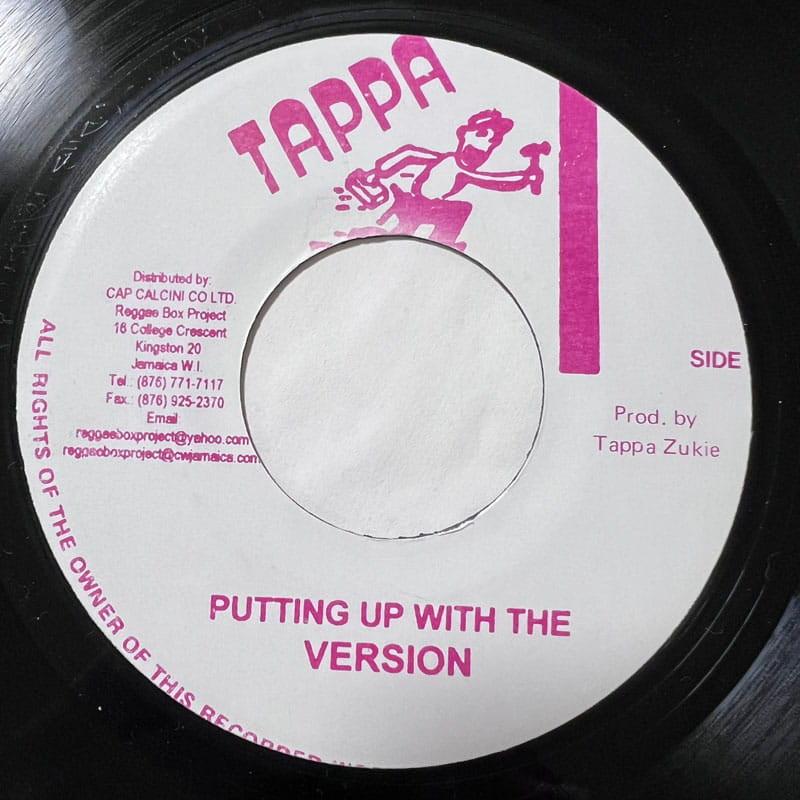 TAPPA
Distributed by:
CAP CALCINI CO LTD.
Reggae Box Project
16 College Crescent
Kingston 20
Jamaica W.I.
Tel.: (876) 771-7117
Fax.: (876) 925-2370
Email
reggaeboxproject@yahoo.com
reggaeboxproject@cwjamaica.com
SIDE
Prod. by
Tappa Zukie
PUTTING UP WITH THE
VERSION
ALL RIGHTS OF THE OWNER OF THIS RECORDED